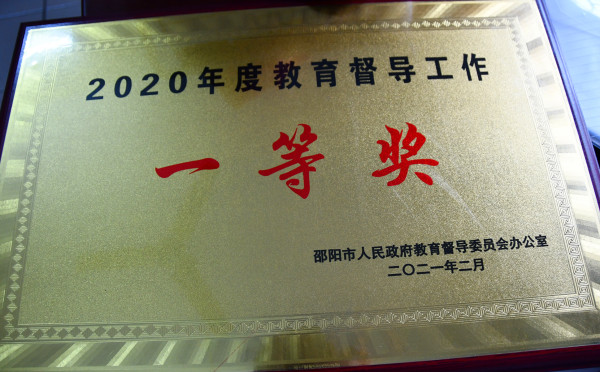 2020年度教育督导工作
一等奖
邵阳市人民政府教育督导委员会办公室
二〇二一年二月